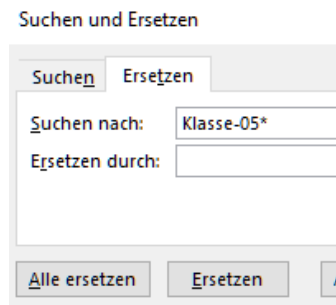 Suchen und Ersetzen
Suchen Ersetzen
Suchen nach: Klasse-05*
Ersetzen durch:
Alle ersetzen Ersetzen